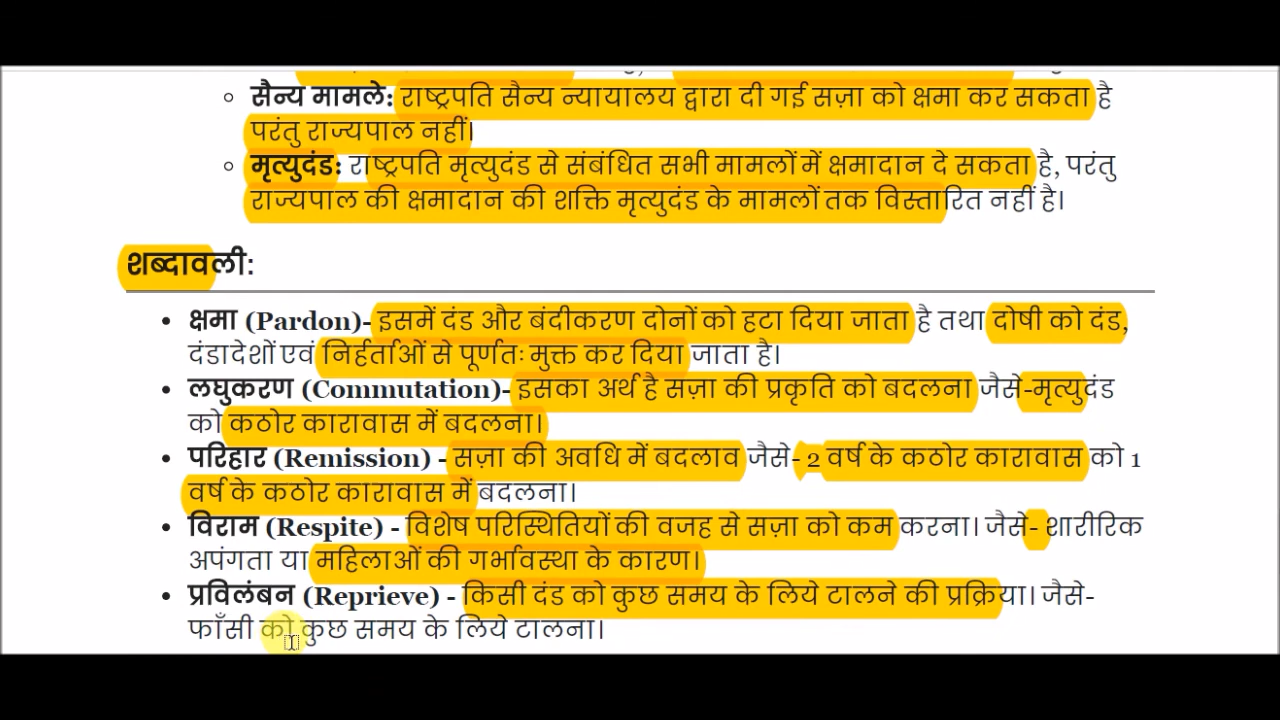 सैन्य मामले: राष्ट्रपति सैन्य न्यायालय द्वारा दी गई सज़ा को क्षमा कर सकता है
परंतु राज्यपाल नहीं।
मृत्युदंड: राष्ट्रपति मृत्युदंड से संबंधित सभी मामलों में क्षमादान दे सकता है, परंतु
राज्यपाल की क्षमादान की शक्ति मृत्युदंड के मामलों तक विस्तारित नहीं है।
शब्दावली:
क्षमा (Pardon)- इसमें दंड और बंदीकरण दोनों को हटा दिया जाता है तथा दोषी को दंड,
दंडादेशों एवं निर्हर्ताओं से पूर्णतः मुक्त कर दिया जाता है।
लघुकरण (Commutation)- इसका अर्थ है सज़ा की प्रकृति को बदलना जैसे-मृत्युदंड
को कठोर कारावास में बदलना।
परिहार (Remission) - सज़ा की अवधि में बदलाव जैसे- 2 वर्ष के कठोर कारावास को 1
वर्ष के कठोर कारावास में बदलना।
विराम (Respite) - विशेष परिस्थितियों की वजह से सज़ा को कम करना। जैसे- शारीरिक
अपंगता या महिलाओं की गर्भावस्था के कारण।
प्रविलंबन (Reprieve) - किसी दंड को कुछ समय के लिये टालने की प्रक्रिया। जैसे-
फाँसी को कुछ समय के लिये टालना।